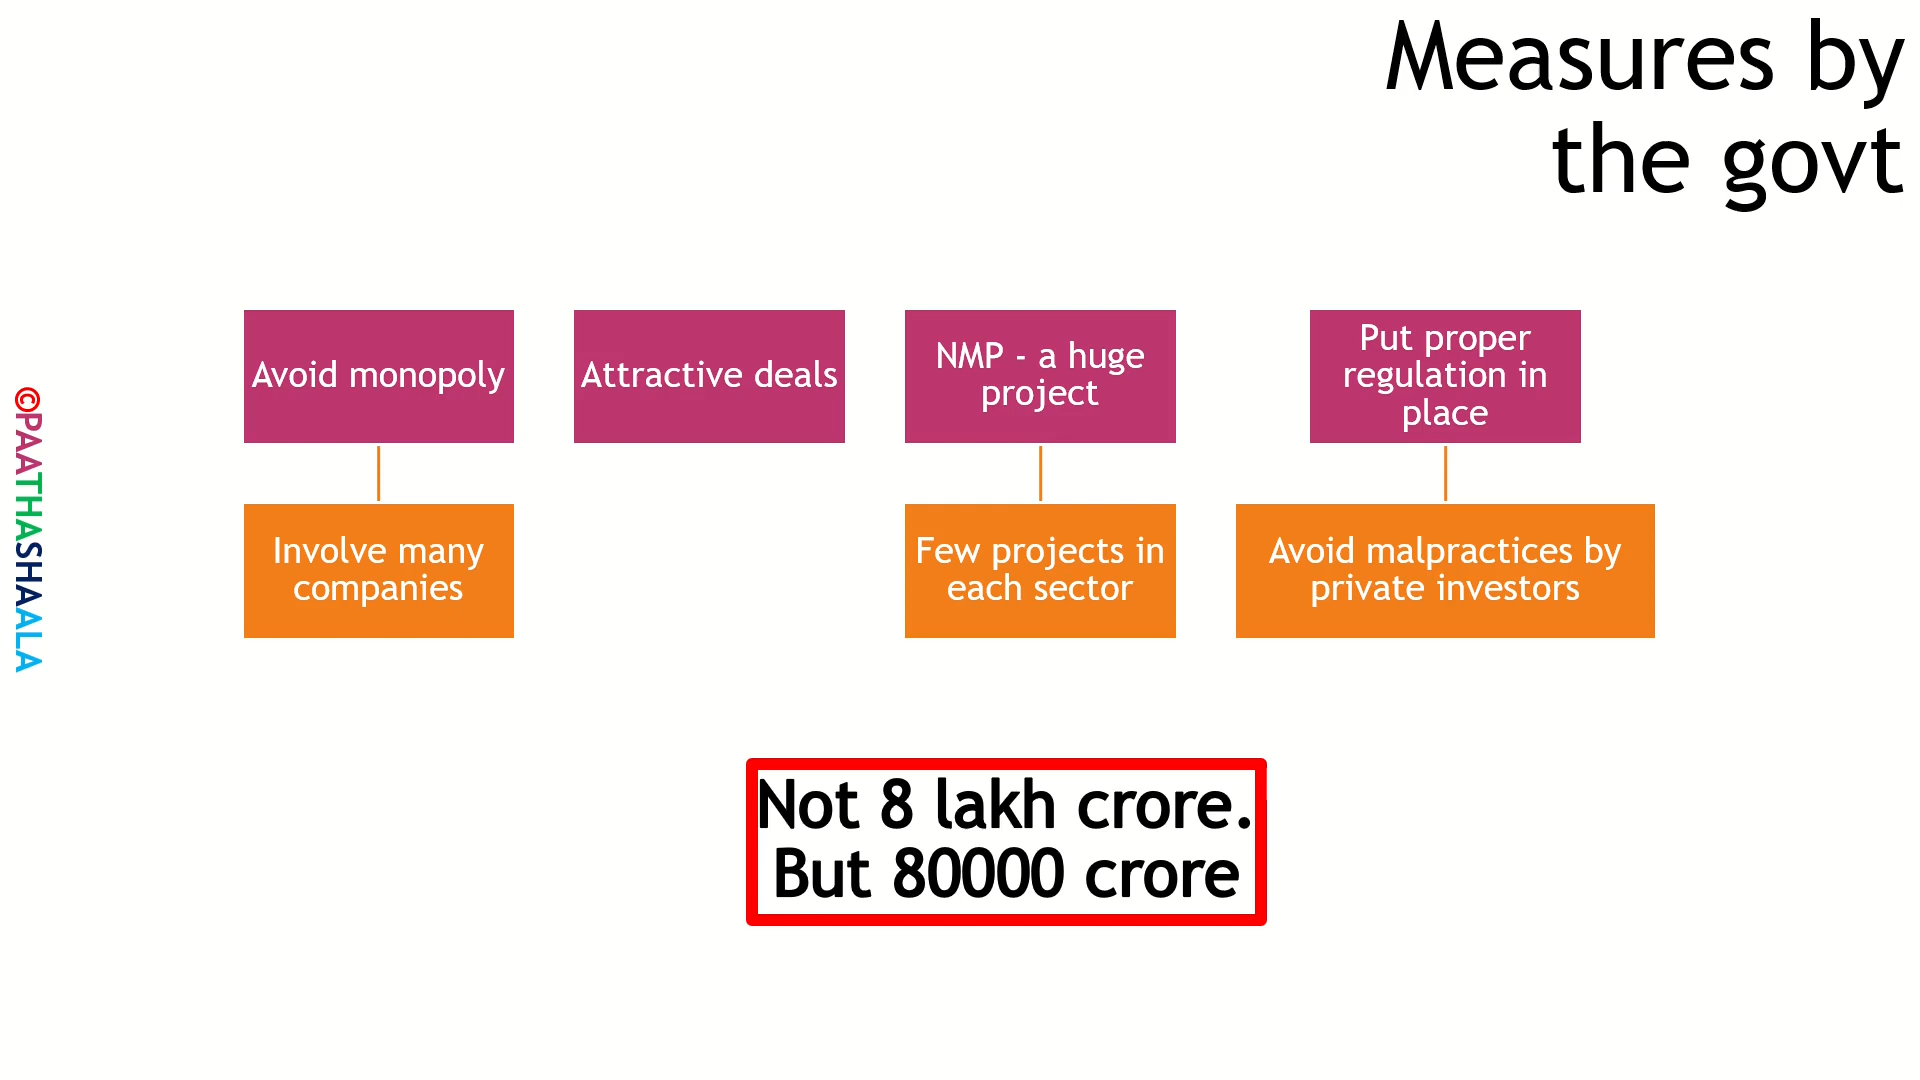 Measures by
the govt
Avoid monopoly
Involve many
companies
Attractive deals
NMP - a huge
project
Few projects in
each sector
Put proper
regulation in
place
Avoid malpractices by
private investors
Not 8 lakh crore.
But 80000 crore
©PAATHASHAALA